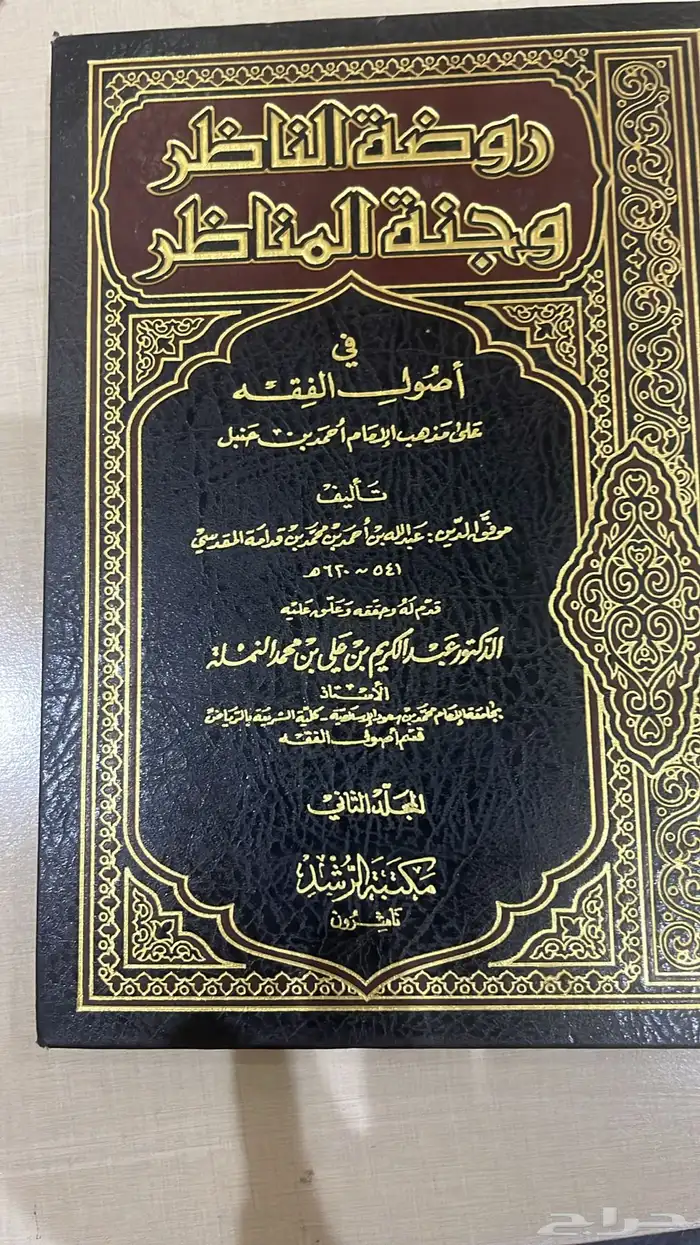 روضة الناظر
وجنة المناظر
في
أصول الفقه
على مذهب الإمام أحمد بن حنبل
تأليف
موفق الدين: عبد الله بن أحمد بن محمد بن قدامة المقدسي
٥٤١ ~ ٦٢٠ هـ
قدم له وحققه وعلق عليه
الدكتور عبد الكريم بن علي بن محمد النملة
الأستاذ
بجامعة الإمام محمد بن سعود الإسلامية - كلية الشريعة بالرياض
قسم أصول الفقه
المجلد الثاني
مكتبة الرشد
ناشرون
حراج